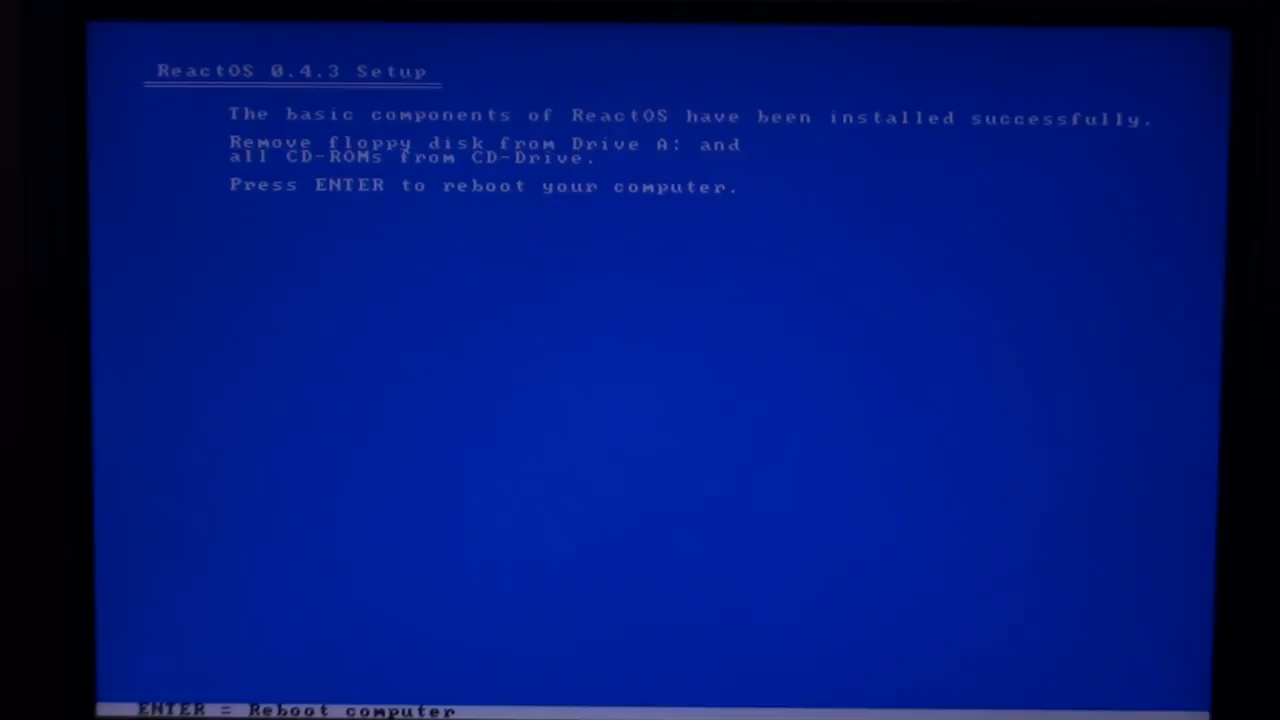 ReactOS 0.4.3 Setup
The basic components of ReactOS have been installed successfully.
Remove floppy disk from Drive A: and
all CD-ROMs from CD-Drive.
Press ENTER to reboot your computer.
ENTER = Reboot computer